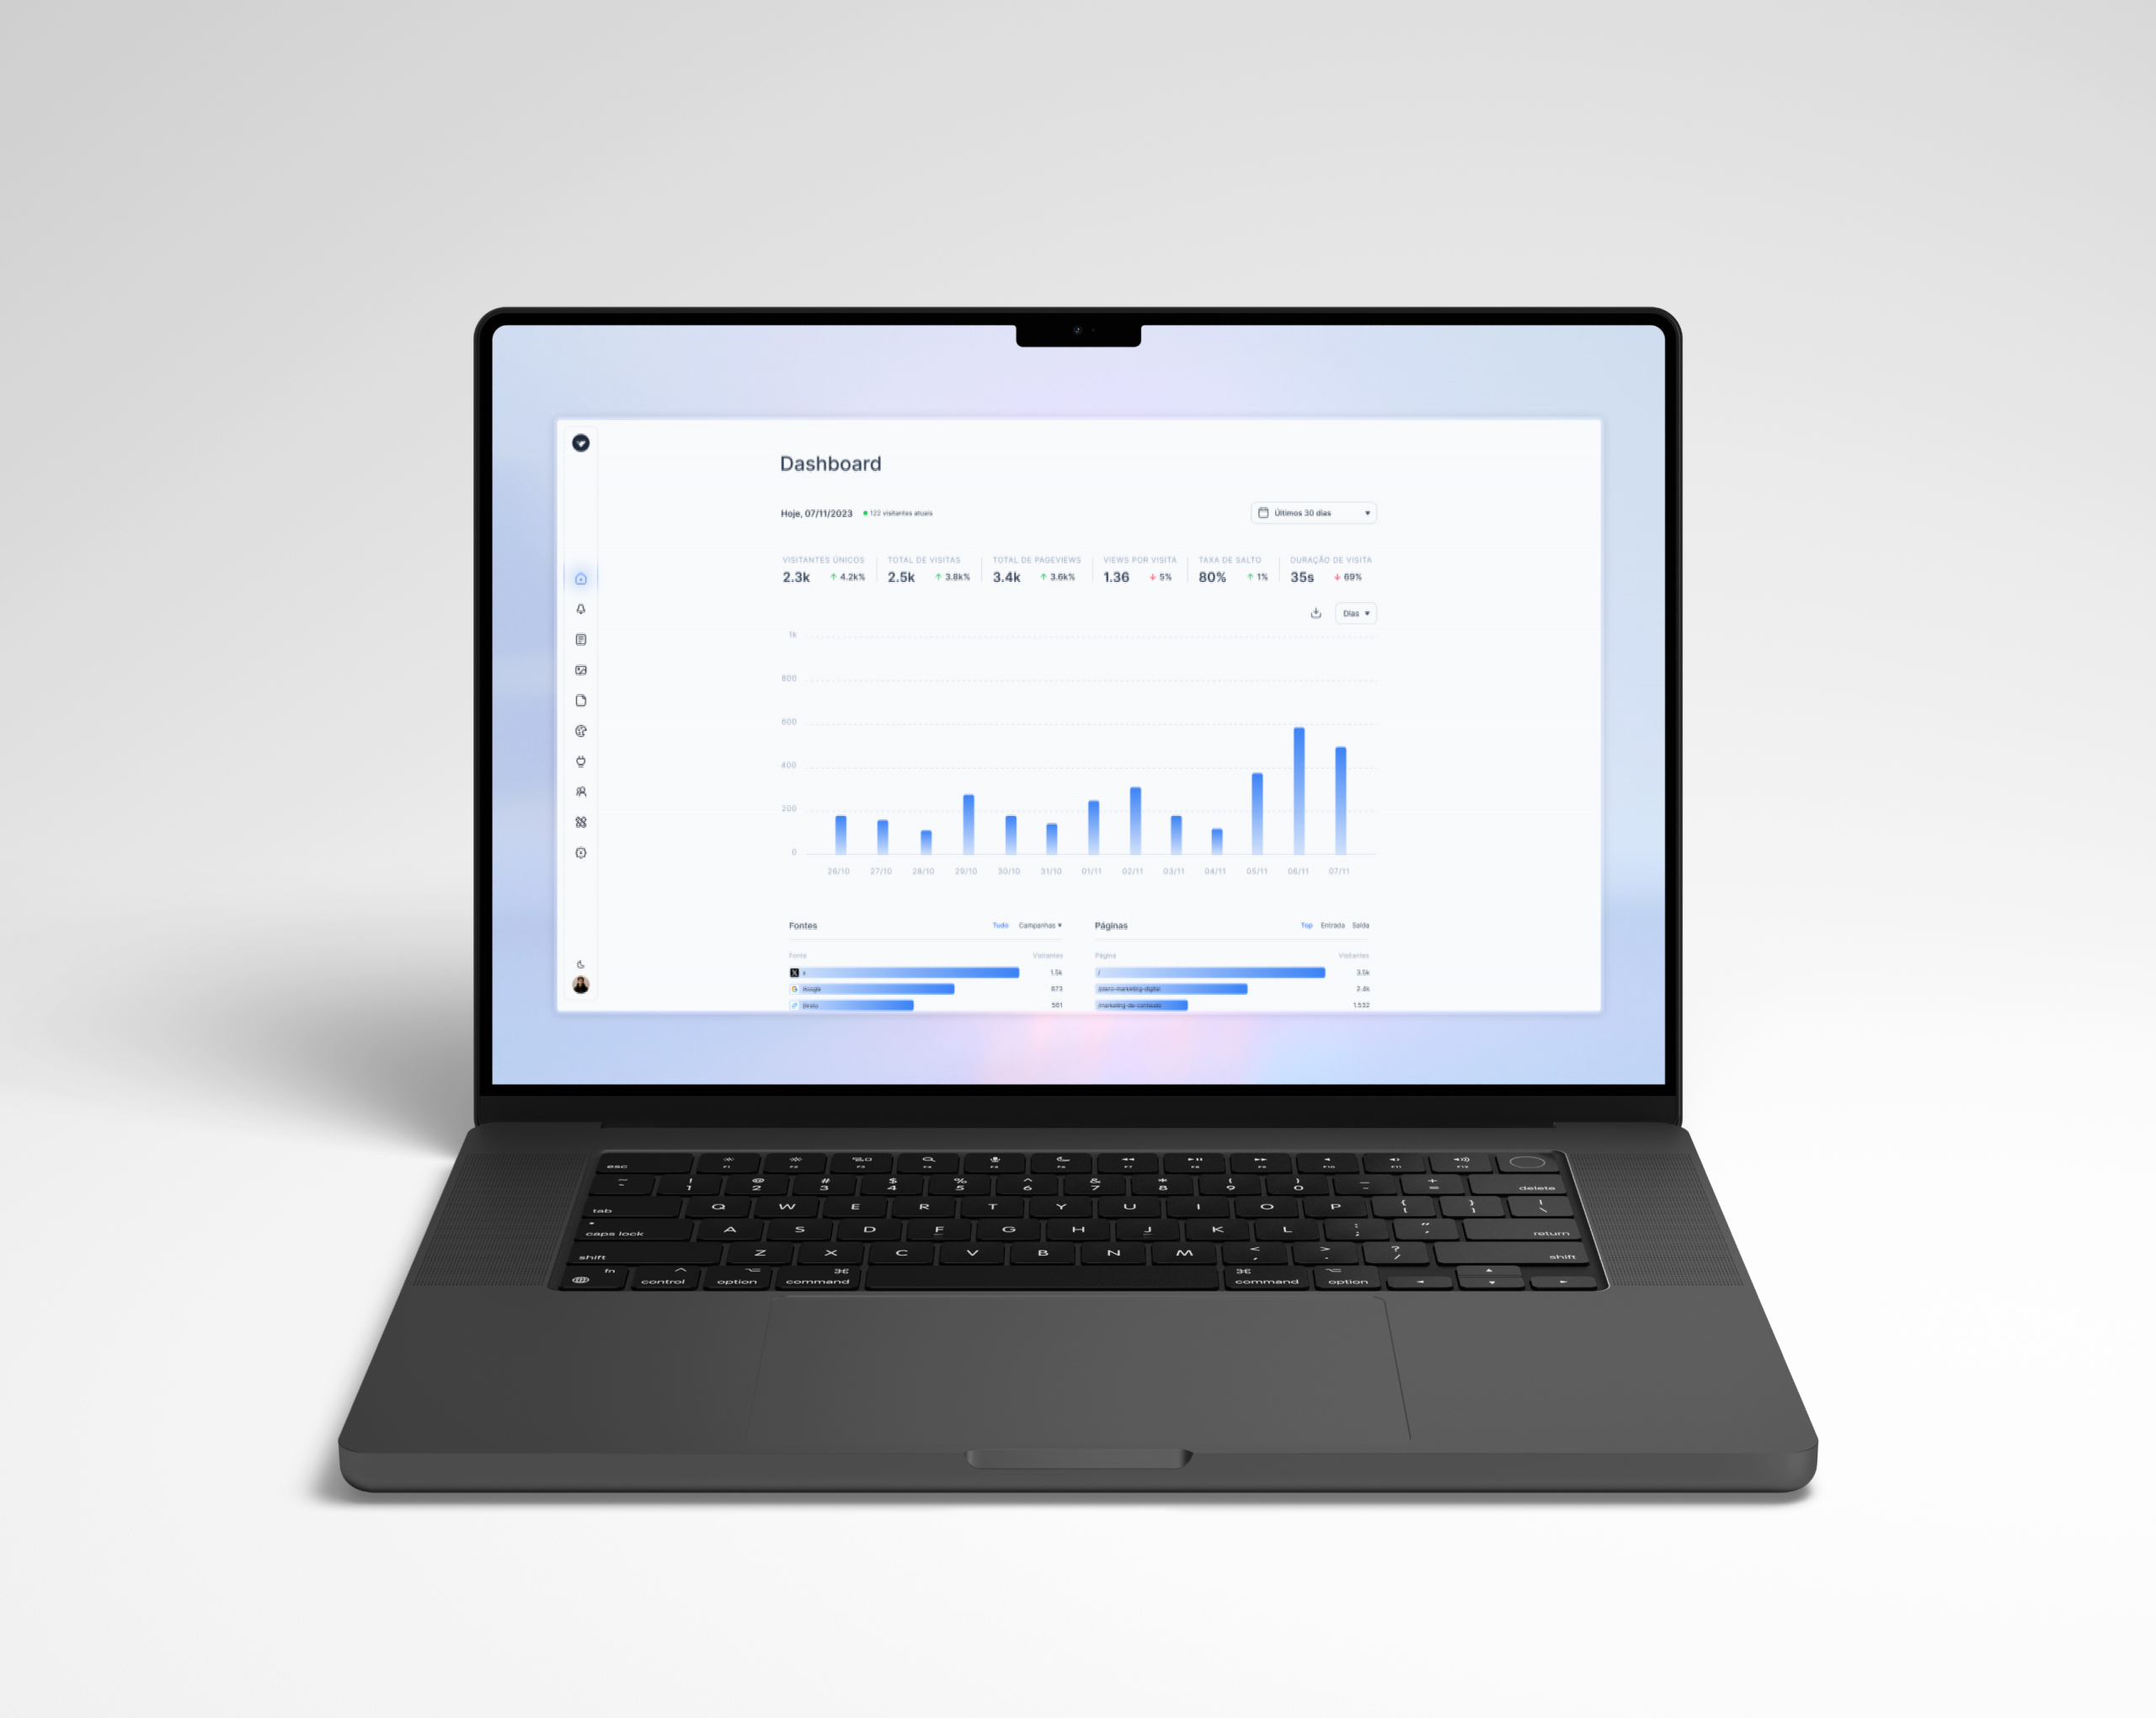 Dashboard
Hoje, 07/11/2023 122 visitantes atuais Últimos 30 dias
VISITANTES ÚNICOS TOTAL DE VISITAS TOTAL DE PAGEVIEWS VIEWS POR VISITA TAXA DE SALTO DURAÇÃO DE VISITA
2.3k ↑ 4.2k% 2.5k ↑ 3.8k% 3.4k ↑ 3.6k% 1.36 ↓ 5% 80% ↑ 1% 35s ↓ 69%
Dias
1k
800
600
400
200
0
26/10 27/10 28/10 29/10 30/10 31/10 01/11 02/11 03/11 04/11 05/11 06/11 07/11
Fontes Tudo Campanhas Páginas Top Entrada Saída
Fonte Visitantes Página Visitantes
X 1.5k / 3.5k
Google 873 2.4k
561 /marketing-de-conteudo 1.532
esc F1 F2 F3 F4 F5 F6 F7 F8 F9 F10 F11 F12
~ ! @ # $ % ^ & * ( ) _ +
` 1 2 3 4 5 6 7 8 9 0 - = delete
tab Q W E R T Y U I O P { [ } ] | \
caps lock A S D F G H J K L : ; " ' return
shift Z X C V B N M < , > . ? / shift
fn control option command command option